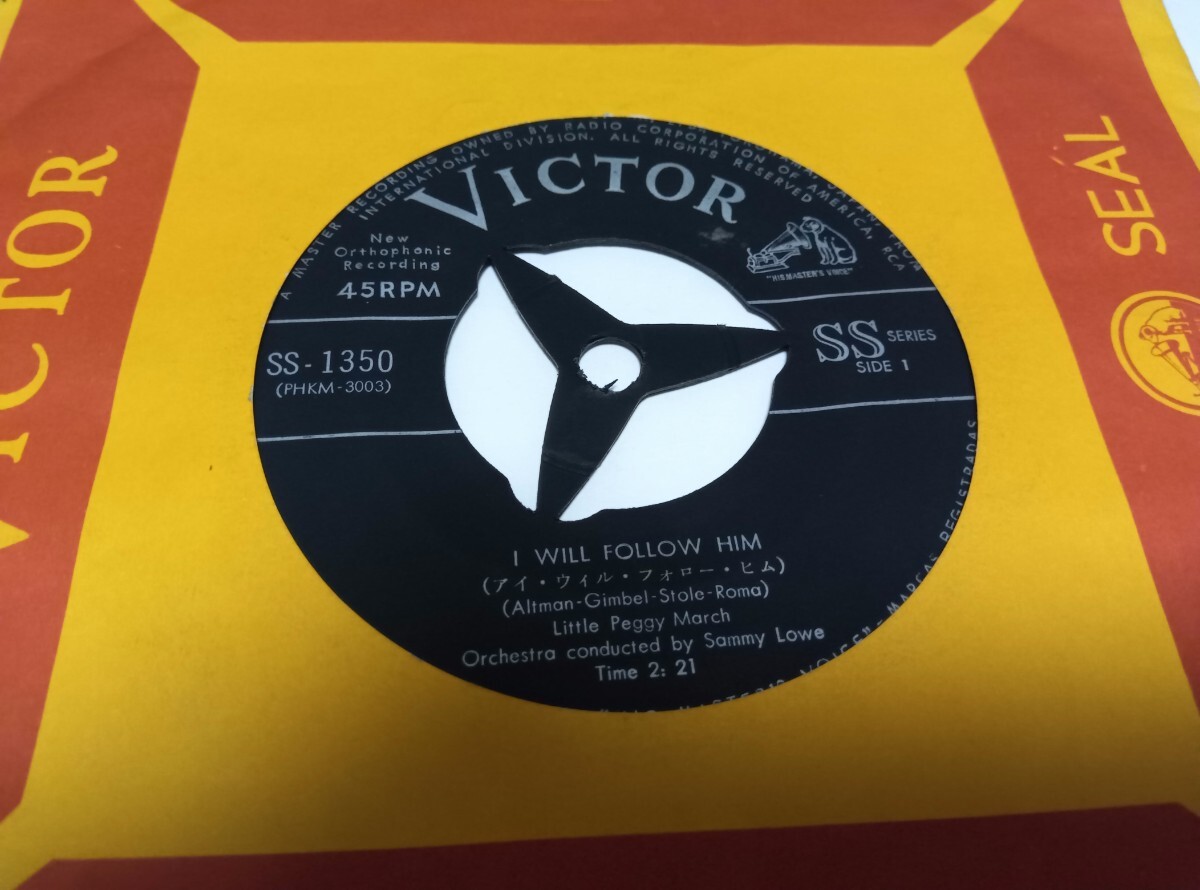 VICTOR
SEAL
A MASTER RECORDING OWNED BY RADIO CORPORATION OF AMERICA, RCA
INTERNATIONAL DIVISION. ALL RIGHTS RESERVED
VICTOR
"HIS MASTER'S VOICE"
New
Orthophonic
Recording
45RPM
SS-1350
(PHKM-3003)
SS SERIES
SIDE 1
I WILL FOLLOW HIM
(アイ・ウィル・フォロー・ヒム)
(Altman-Gimbel-Stole-Roma)
Little Peggy March
Orchestra conducted by Sammy Lowe
Time 2: 21
MARCAS REGISTRADAS